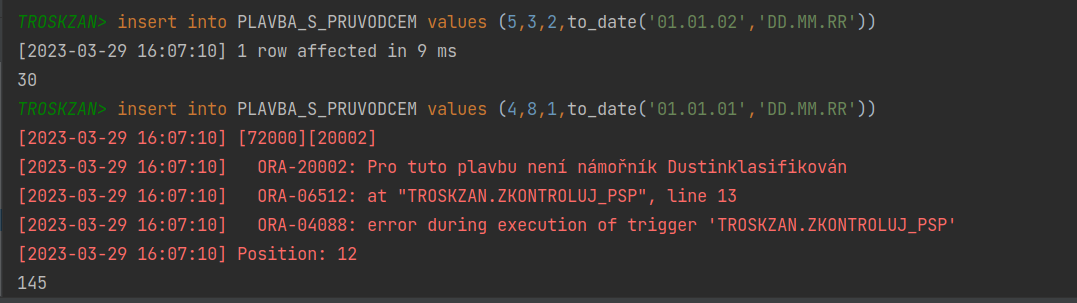 TROSKZAN> insert into PLAVBA_S_PRUVODCEM values (5,3,2,to_date('01.01.02','DD.MM.RR'))
[2023-03-29 16:07:10] 1 row affected in 9 ms
30
TROSKZAN> insert into PLAVBA_S_PRUVODCEM values (4,8,1,to_date('01.01.01','DD.MM.RR'))
[2023-03-29 16:07:10] [72000][20002]
[2023-03-29 16:07:10]   ORA-20002: Pro tuto plavbu není námořník Dustinklasifikován
[2023-03-29 16:07:10]   ORA-06512: at "TROSKZAN.ZKONTROLUJ_PSP", line 13
[2023-03-29 16:07:10]   ORA-04088: error during execution of trigger 'TROSKZAN.ZKONTROLUJ_PSP'
[2023-03-29 16:07:10] Position: 12
145